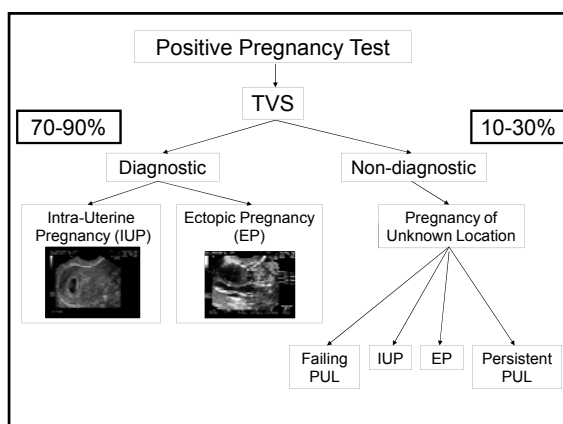 Positive Pregnancy Test
TVS
70-90%
10-30%
Diagnostic
Non-diagnostic
Intra-Uterine
Pregnancy (IUP)
Ectopic Pregnancy
(EP)
Pregnancy of
Unknown Location
Failing
PUL
IUP
EP
Persistent
PUL